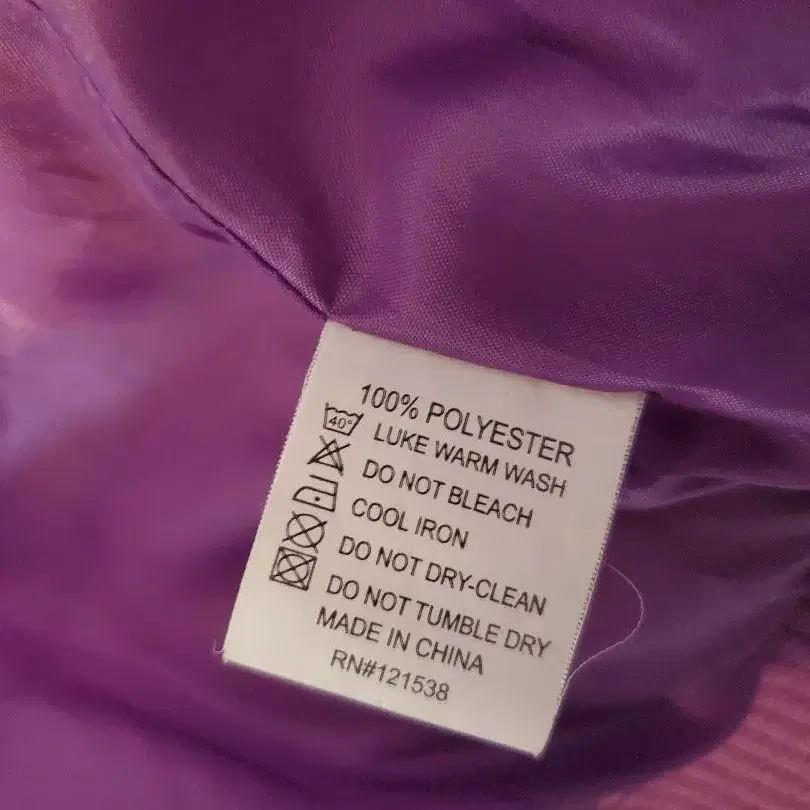 100% POLYESTER
40° LUKE WARM WASH
DO NOT BLEACH
COOL IRON
DO NOT DRY-CLEAN
DO NOT TUMBLE DRY
MADE IN CHINA
RN#121538